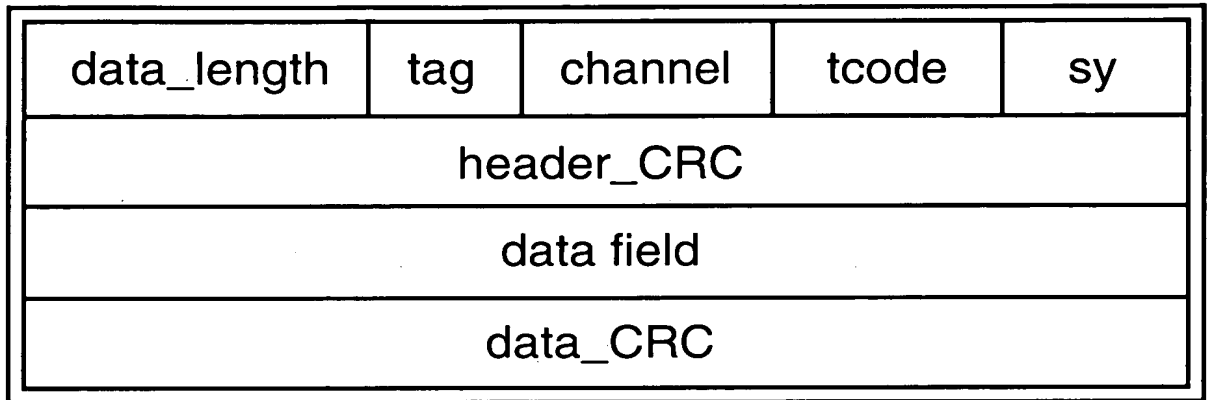 data_length tag channel tcode sy
header_CRC
data field
data_CRC